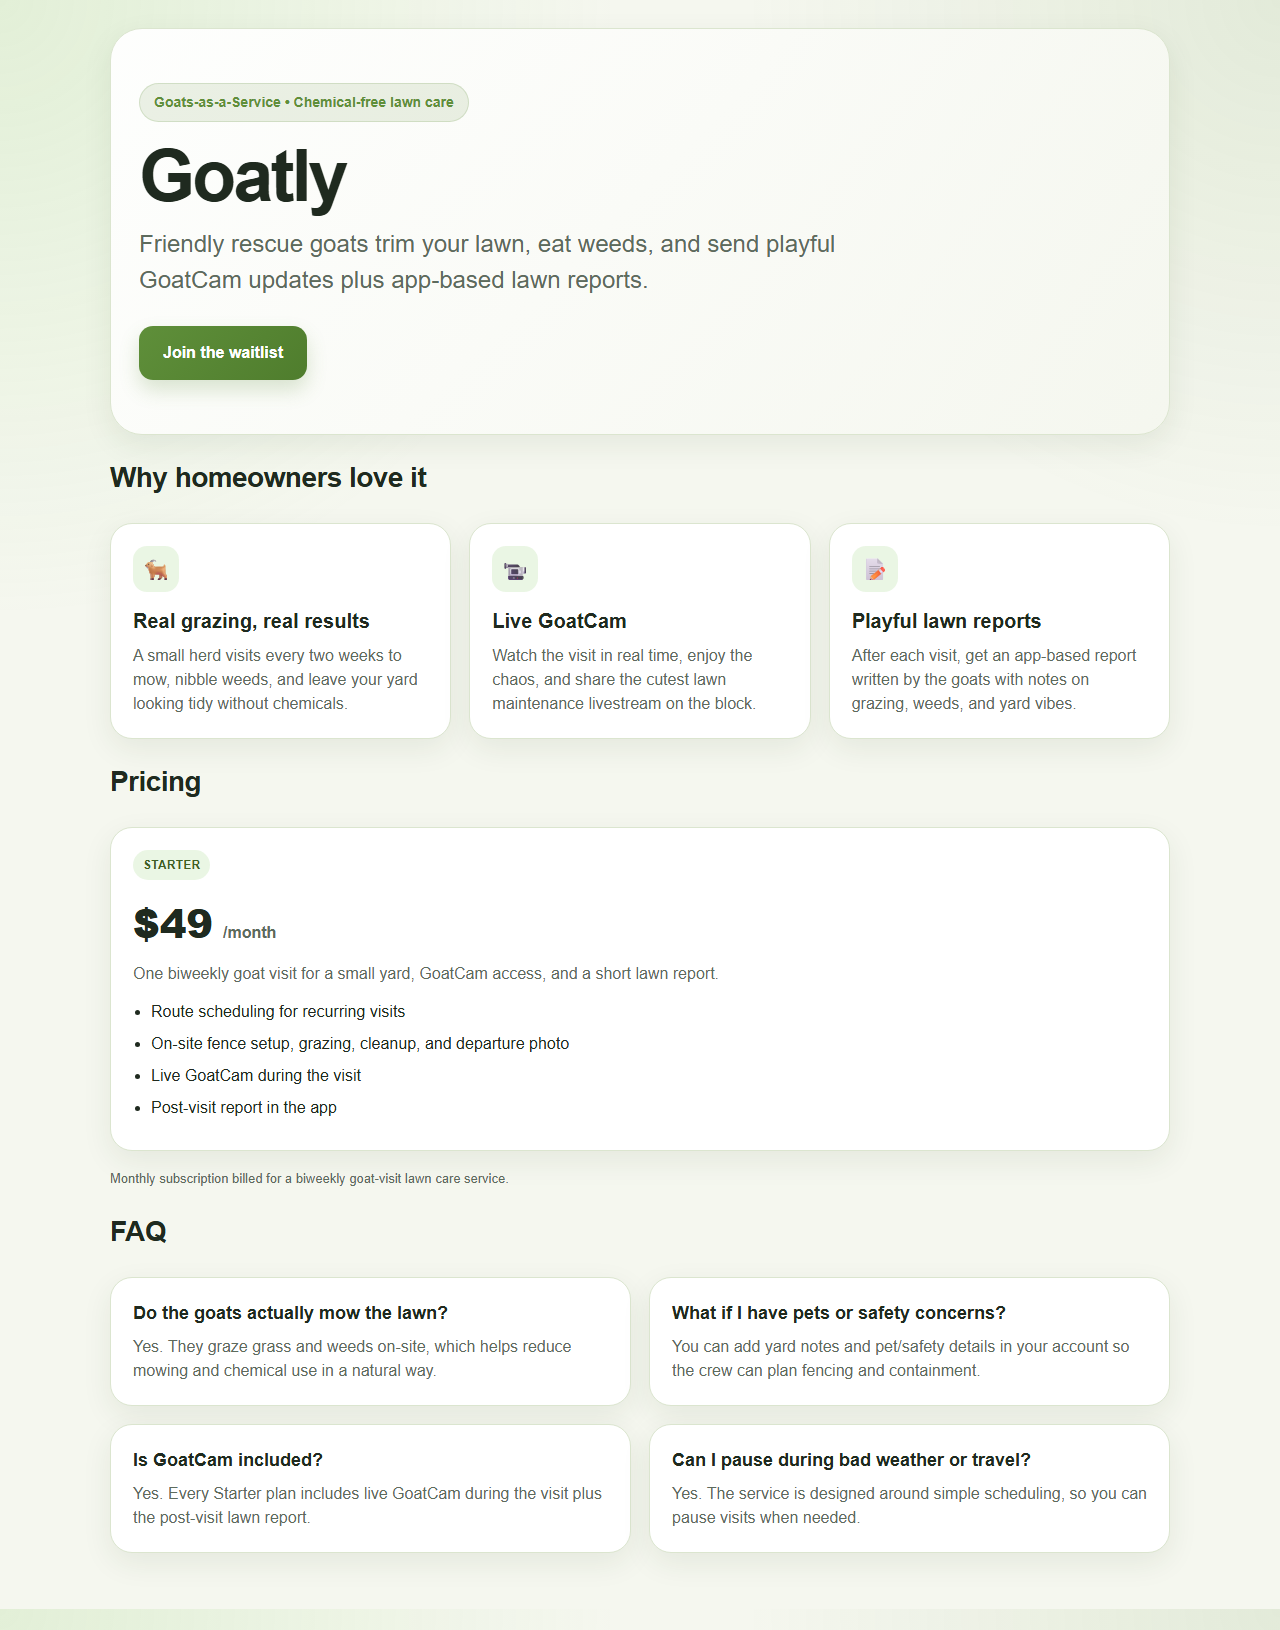 Goats-as-a-Service • Chemical-free lawn care
Goatly
Friendly rescue goats trim your lawn, eat weeds, and send playful
GoatCam updates plus app-based lawn reports.
Join the waitlist
Why homeowners love it
Real grazing, real results
A small herd visits every two weeks to
mow, nibble weeds, and leave your yard
looking tidy without chemicals.
Live GoatCam
Watch the visit in real time, enjoy the
chaos, and share the cutest lawn
maintenance livestream on the block.
Playful lawn reports
After each visit, get an app-based report
written by the goats with notes on
grazing, weeds, and yard vibes.
Pricing
STARTER
$49 /month
One biweekly goat visit for a small yard, GoatCam access, and a short lawn report.
• Route scheduling for recurring visits
• On-site fence setup, grazing, cleanup, and departure photo
• Live GoatCam during the visit
• Post-visit report in the app
Monthly subscription billed for a biweekly goat-visit lawn care service.
FAQ
Do the goats actually mow the lawn?
Yes. They graze grass and weeds on-site, which helps reduce
mowing and chemical use in a natural way.
What if I have pets or safety concerns?
You can add yard notes and pet/safety details in your account so
the crew can plan fencing and containment.
Is GoatCam included?
Yes. Every Starter plan includes live GoatCam during the visit plus
the post-visit lawn report.
Can I pause during bad weather or travel?
Yes. The service is designed around simple scheduling, so you can
pause visits when needed.